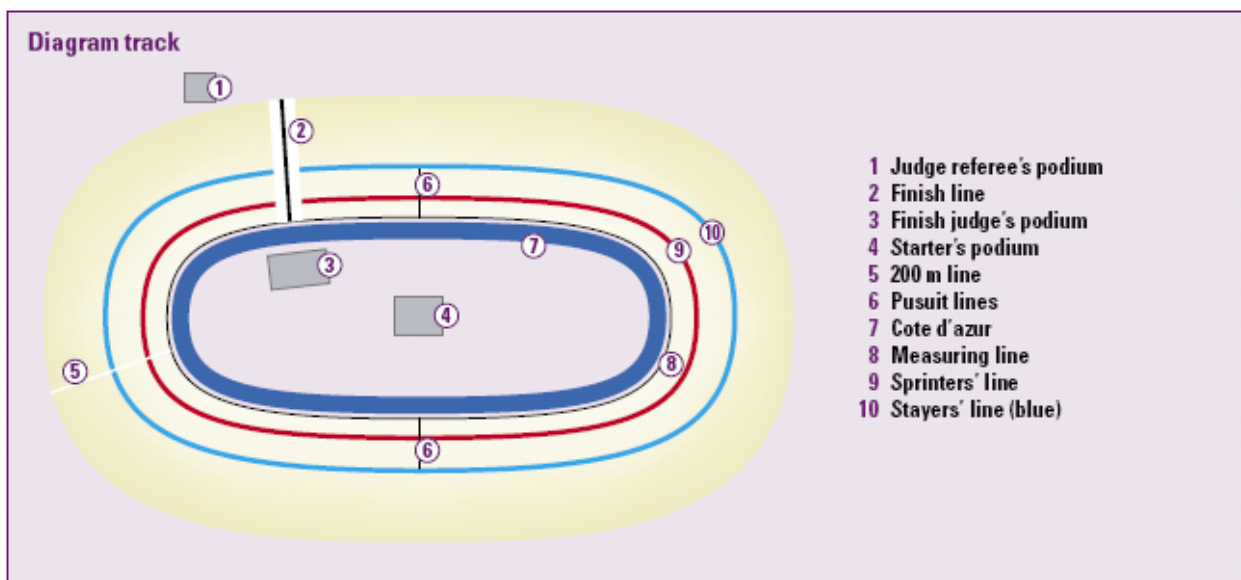 Diagram track
1
2
6
10
9
7
3
4
8
5
6
1 Judge referee's podium
2 Finish line
3 Finish judge's podium
4 Starter's podium
5 200 m line
6 Pusuit lines
7 Cote d'azur
8 Measuring line
9 Sprinters' line
10 Stayers' line (blue)